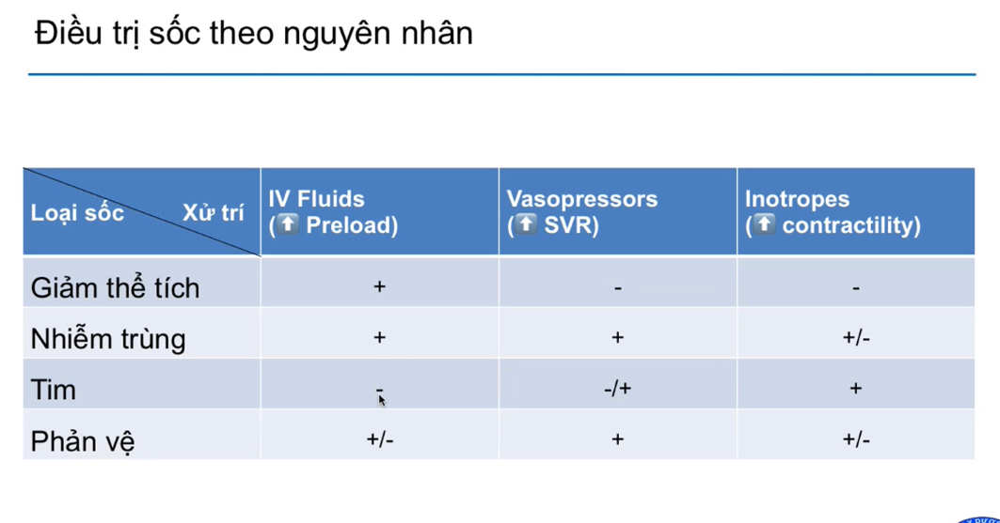 Điều trị sốc theo nguyên nhân
Loại sốc Xử trí
IV Fluids
(⬆ Preload)
Vasopressors
(⬆ SVR)
Inotropes
(⬆ contractility)
Giảm thể tích + - -
Nhiễm trùng + + +/-
Tim - -/+ +
Phản vệ +/- + +/-